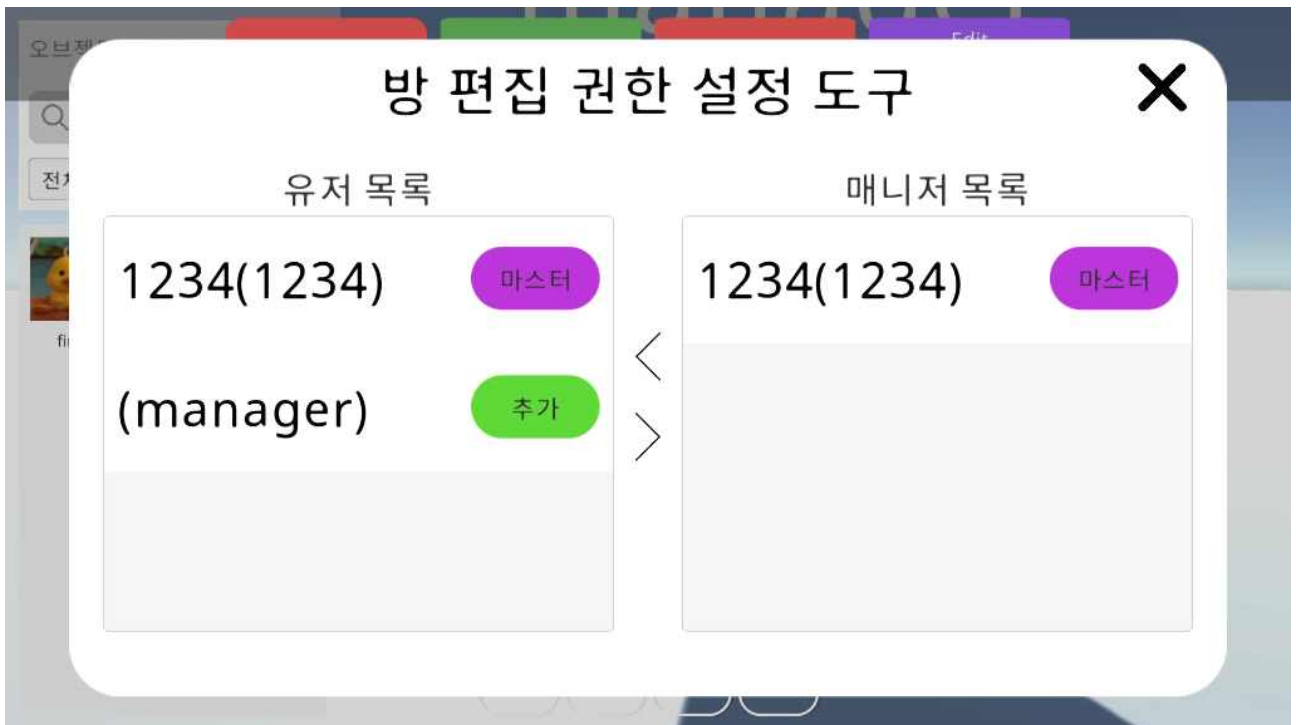 방 편집 권한 설정 도구
유저 목록
매니저 목록
1234(1234)
마스터
(manager)
추가
1234(1234)
마스터